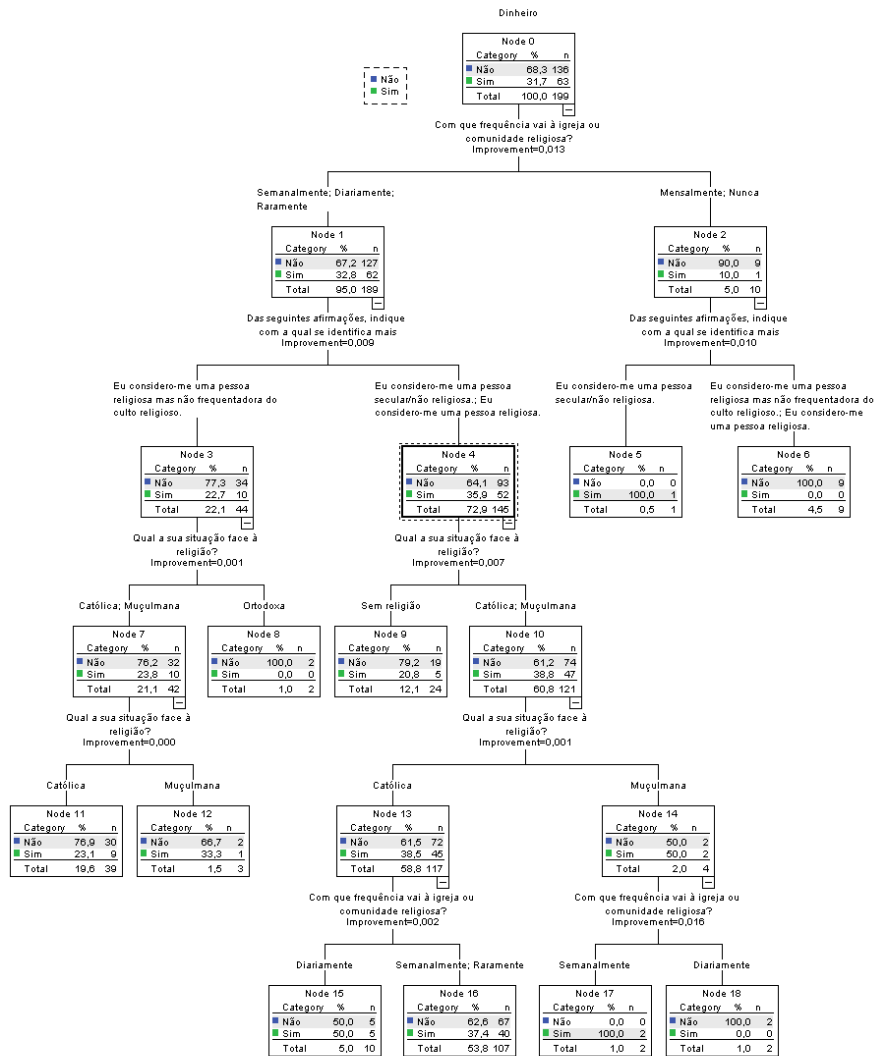 Dinheiro
Não
Sim
Node 0
Category % n
Não 68,3 136
Sim 31,7 63
Total 100,0 199
Com que frequência vai à igreja ou
comunidade religiosa?
Improvement=0,013
Semanalmente; Diariamente;
Raramente
Mensalmente; Nunca
Node 1
Category % n
Não 67,2 127
Sim 32,8 62
Total 95,0 189
Node 2
Category % n
Não 90,0 9
Sim 10,0 1
Total 5,0 10
Das seguintes afirmações, indique
com a qual se identifica mais
Improvement=0,009
Das seguintes afirmações, indique
com a qual se identifica mais
Improvement=0,010
Eu considero-me uma pessoa
religiosa mas não frequentadora do
culto religioso.
Eu considero-me uma pessoa
secular/não religiosa.; Eu
considero-me uma pessoa religiosa.
Eu considero-me uma pessoa
secular/não religiosa.
Eu considero-me uma pessoa
religiosa mas não frequentadora do
culto religioso.; Eu considero-me
uma pessoa religiosa.
Node 3
Category % n
Não 77,3 34
Sim 22,7 10
Total 22,1 44
Node 4
Category % n
Não 64,1 93
Sim 35,9 52
Total 72,9 145
Node 5
Category % n
Não 0,0 0
Sim 100,0 1
Total 0,5 1
Node 6
Category % n
Não 100,0 9
Sim 0,0 0
Total 4,5 9
Qual a sua situação face à
religião?
Improvement=0,001
Qual a sua situação face à
religião?
Improvement=0,007
Católica; Muçulmana
Ortodoxa
Sem religião
Católica; Muçulmana
Node 7
Category % n
Não 76,2 32
Sim 23,8 10
Total 21,1 42
Node 8
Category % n
Não 100,0 2
Sim 0,0 0
Total 1,0 2
Node 9
Category % n
Não 79,2 19
Sim 20,8 5
Total 12,1 24
Node 10
Category % n
Não 61,2 74
Sim 38,8 47
Total 60,8 121
Qual a sua situação face à
religião?
Improvement=0,000
Qual a sua situação face à
religião?
Improvement=0,001
Católica
Muçulmana
Católica
Muçulmana
Node 11
Category % n
Não 76,9 30
Sim 23,1 9
Total 19,6 39
Node 12
Category % n
Não 66,7 2
Sim 33,3 1
Total 1,5 3
Node 13
Category % n
Não 61,5 72
Sim 38,5 45
Total 58,8 117
Node 14
Category % n
Não 50,0 2
Sim 50,0 2
Total 2,0 4
Com que frequência vai à igreja ou
comunidade religiosa?
Improvement=0,002
Com que frequência vai à igreja ou
comunidade religiosa?
Improvement=0,016
Diariamente
Semanalmente; Raramente
Semanalmente
Diariamente
Node 15
Category % n
Não 50,0 5
Sim 50,0 5
Total 5,0 10
Node 16
Category % n
Não 62,6 67
Sim 37,4 40
Total 53,8 107
Node 17
Category % n
Não 0,0 0
Sim 100,0 2
Total 1,0 2
Node 18
Category % n
Não 100,0 2
Sim 0,0 0
Total 1,0 2